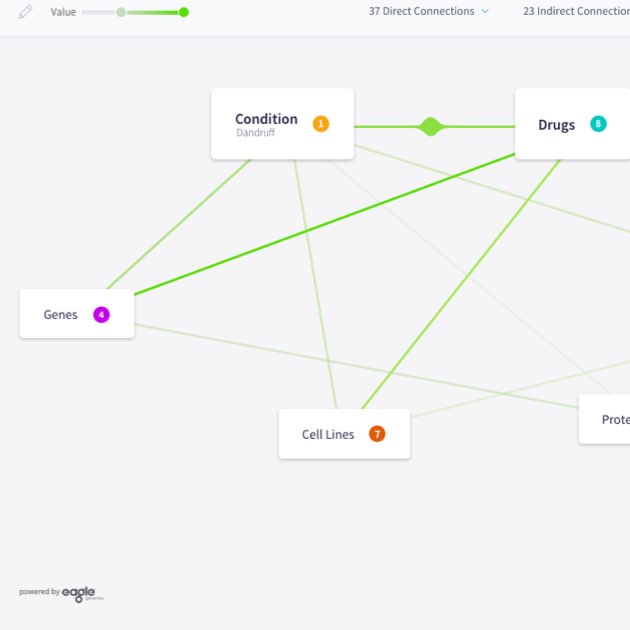 Value
37 Direct Connections
23 Indirect Connection
Condition 1
Dandruff
Drugs 8
Genes 4
Cell Lines 7
Prote
powered by eagle
genomics